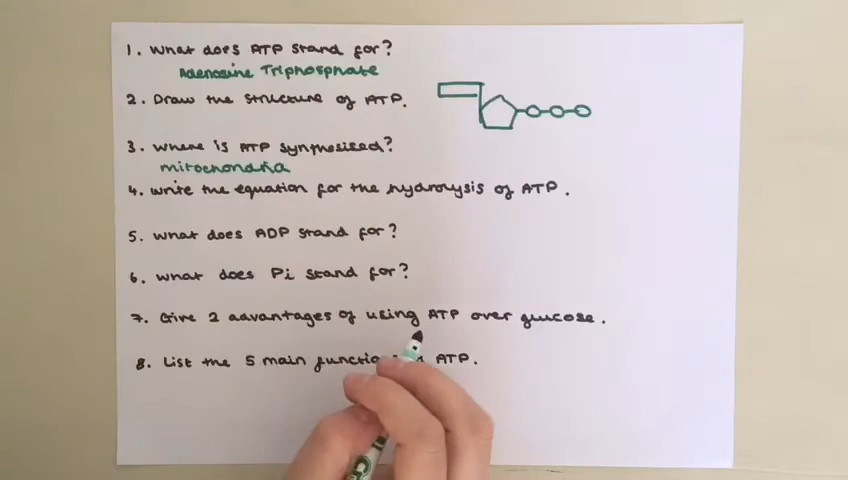 1. What does ATP stand for?
Adenosine Triphosphate
2. Draw the structure of ATP.
3. Where is ATP synthesised?
mitochondria
4. Write the equation for the hydrolysis of ATP.
5. What does ADP stand for?
6. What does Pi stand for?
7. Give 2 advantages of using ATP over glucose.
8. List the 5 main ATP.